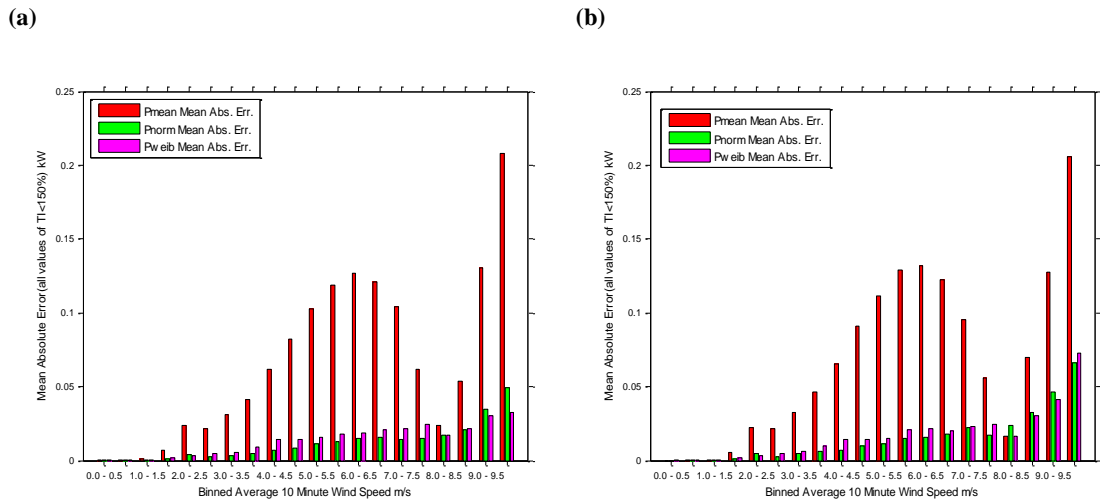 (a)
(b)
0.25
0.2
0.15
0.1
0.05
0
Mean Absolute Error (all values of TI<150%) kW
Pmean Mean Abs. Err.
Pnorm Mean Abs. Err.
Pweib Mean Abs. Err.
0.0 - 0.5 1.0 - 1.5 2.0 - 2.5 3.0 - 3.5 4.0 - 4.5 5.0 - 5.5 6.0 - 6.5 7.0 - 7.5 8.0 - 8.5 9.0 - 9.5
Binned Average 10 Minute Wind Speed m/s
0.25
0.2
0.15
0.1
0.05
0
Mean Absolute Error (all values of TI<150%) kW
Pmean Mean Abs. Err.
Pnorm Mean Abs. Err.
Pweib Mean Abs. Err.
0.0 - 0.5 1.0 - 1.5 2.0 - 2.5 3.0 - 3.5 4.0 - 4.5 5.0 - 5.5 6.0 - 6.5 7.0 - 7.5 8.0 - 8.5 9.0 - 9.5
Binned Average 10 Minute Wind Speed m/s